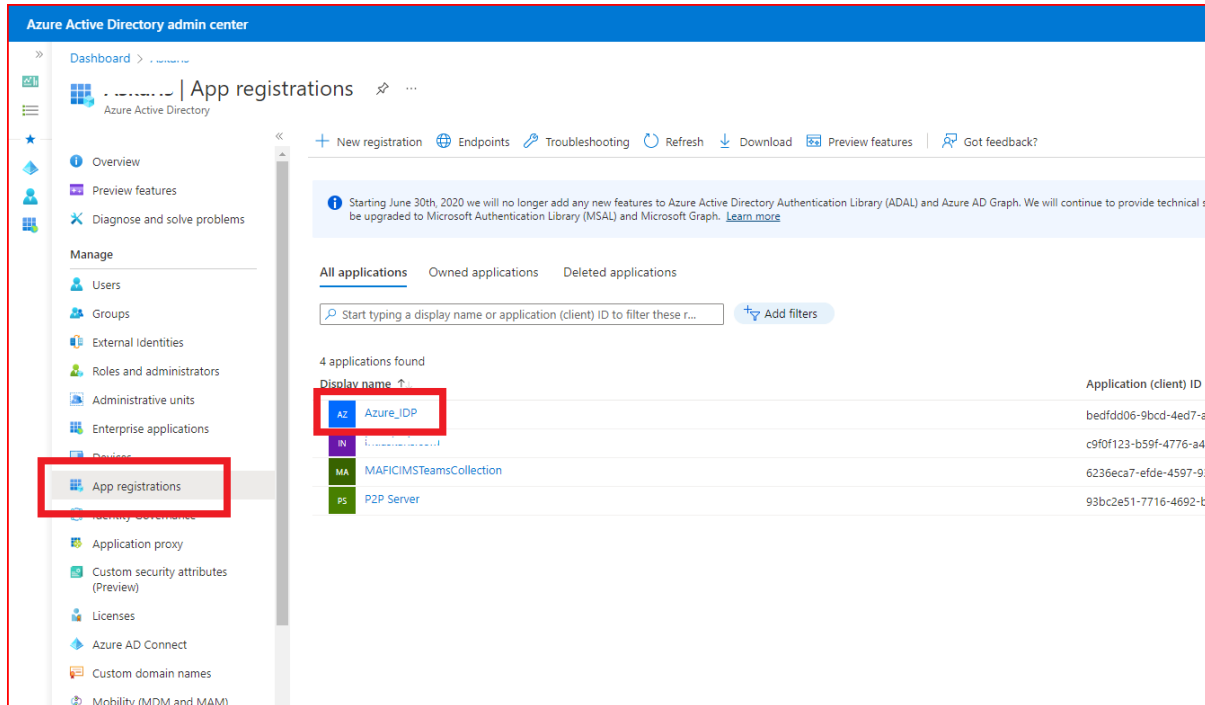 Azure Active Directory admin center
Dashboard >
| App registrations
Azure Active Directory
New registration Endpoints Troubleshooting Refresh Download Preview features Got feedback?
Overview
Preview features
Diagnose and solve problems
Manage
Users
Groups
External Identities
Roles and administrators
Administrative units
Enterprise applications
Devices
App registrations
Identity Governance
Application proxy
Custom security attributes
(Preview)
Licenses
Azure AD Connect
Custom domain names
Mobility (MDM and MAM)
Starting June 30th, 2020 we will no longer add any new features to Azure Active Directory Authentication Library (ADAL) and Azure AD Graph. We will continue to provide technical s
be upgraded to Microsoft Authentication Library (MSAL) and Microsoft Graph. Learn more
All applications Owned applications Deleted applications
Start typing a display name or application (client) ID to filter these r...
Add filters
4 applications found
Display name Application (client) ID
AZ Azure_IDP bedfdd06-9bcd-4ed7-a
IN c9f0f123-b59f-4776-a4
MA MAFICIMSTeamsCollection 6236eca7-efde-4597-9
PS P2P Server 93bc2e51-7716-4692-b